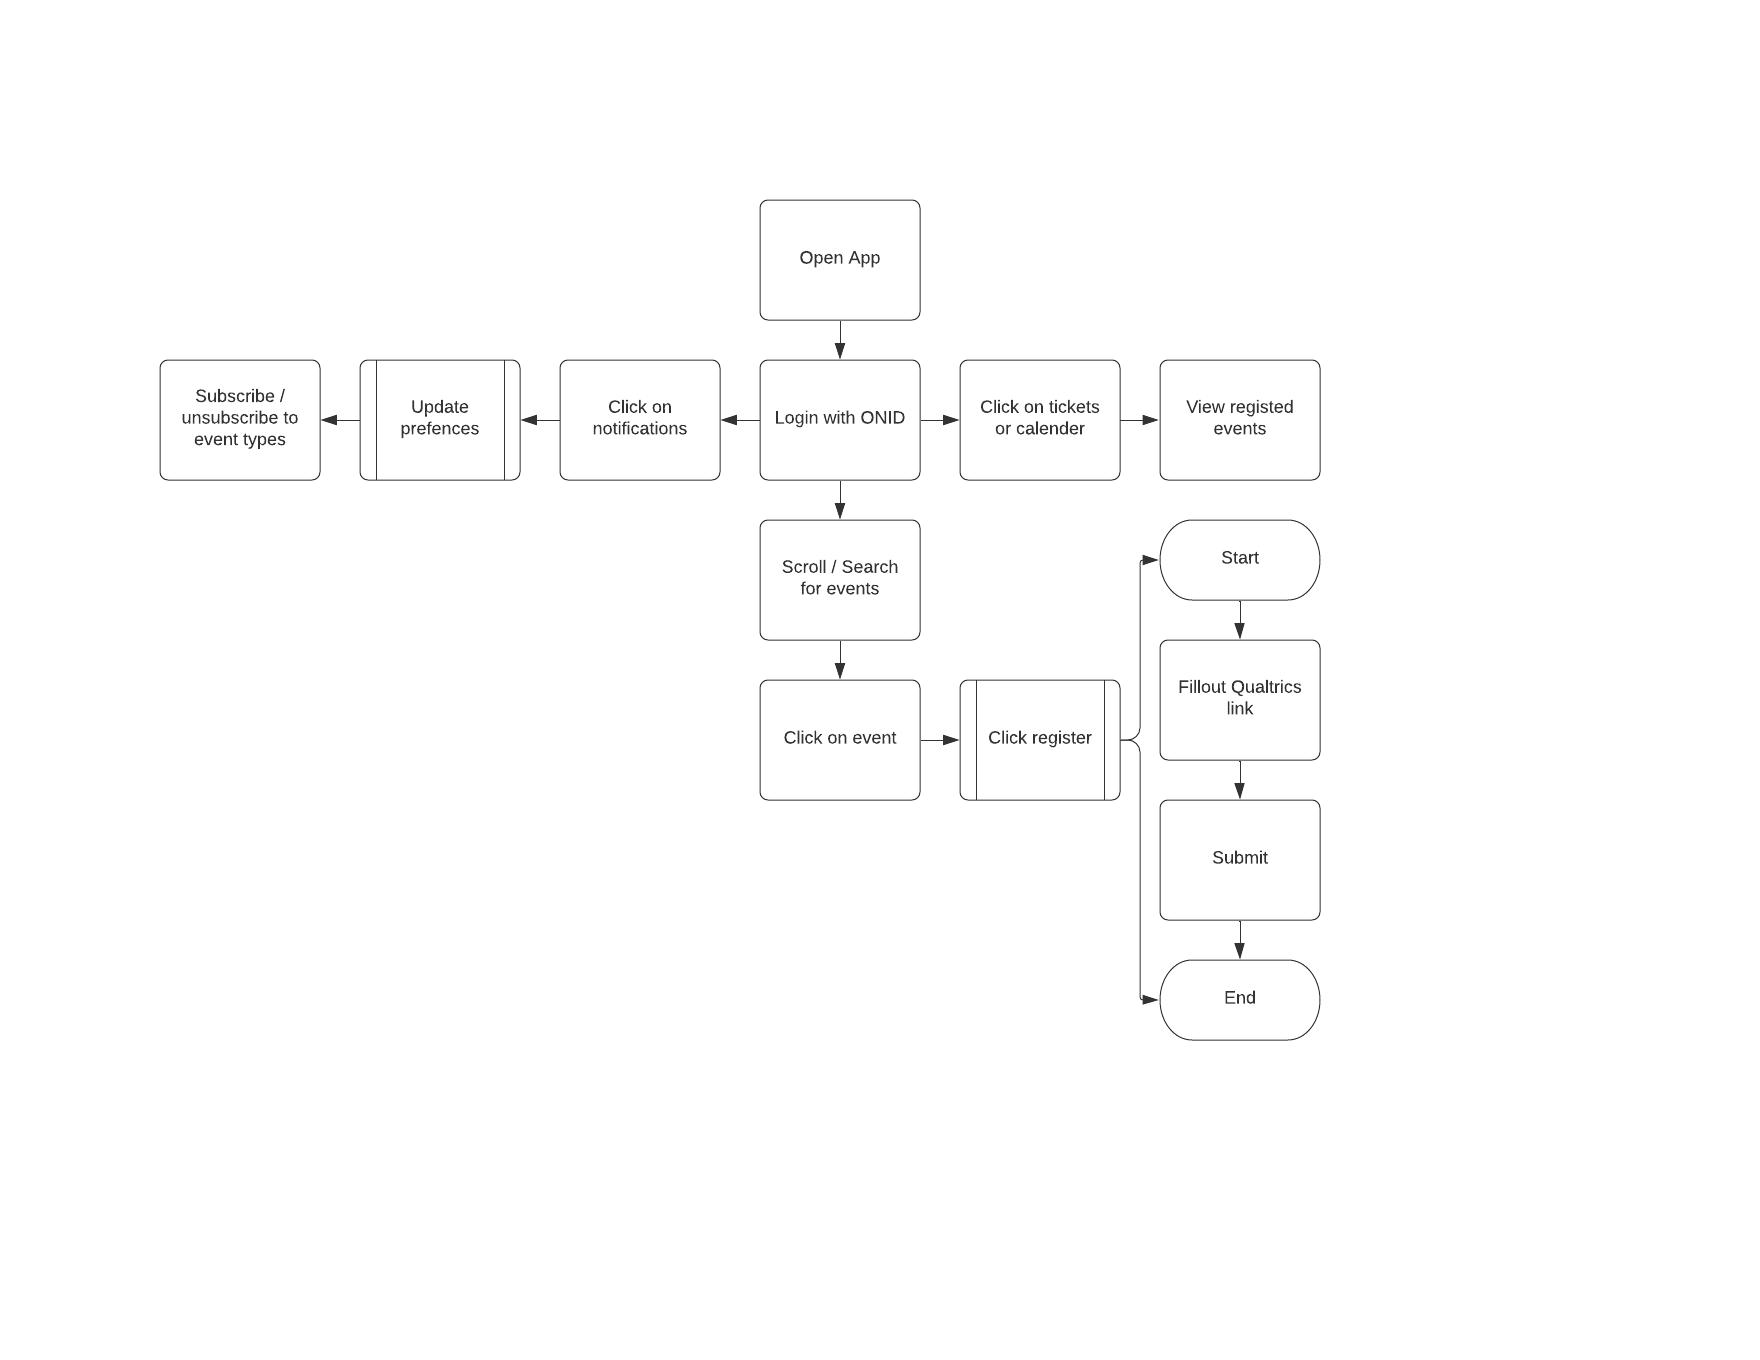 Open App
Subscribe /
unsubscribe to
event types
Update
prefences
Click on
notifications
Login with ONID
Click on tickets
or calender
View registed
events
Scroll / Search
for events
Start
Fillout Qualtrics
link
Click on event
Click register
Submit
End